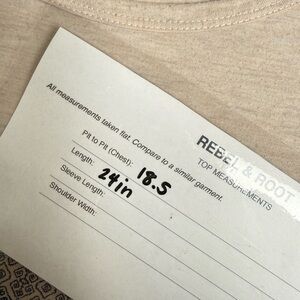 REBEL & ROOT
TOP MEASUREMENTS
All measurements taken flat. Compare to a similar garment.
Pit to Pit (Chest): 18.5
Length: 24in
Sleeve Length:
Shoulder Width: